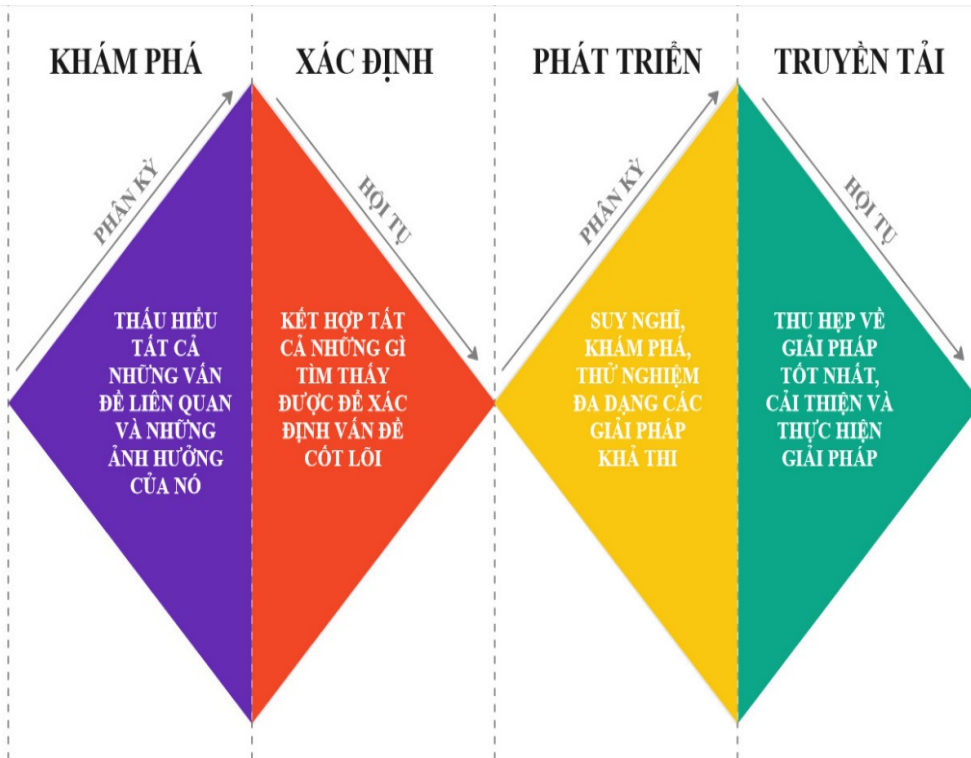 KHÁM PHÁ
XÁC ĐỊNH
PHÁT TRIỂN
TRUYỀN TẢI
PHÂN KỲ
HỘI TỤ
PHÂN KỲ
HỘI TỤ
THẤU HIỂU
TẤT CẢ
NHỮNG VẤN
ĐỀ LIÊN QUAN
VÀ NHỮNG
ẢNH HƯỞNG
CỦA NÓ
KẾT HỢP TẤT
CẢ NHỮNG GÌ
TÌM THẤY
ĐƯỢC ĐỂ XÁC
ĐỊNH VẤN ĐỀ
CỐT LÕI
SUY NGHĨ,
KHÁM PHÁ,
THỬ NGHIỆM
ĐA DẠNG CÁC
GIẢI PHÁP
KHẢ THI
THU HẸP VỀ
GIẢI PHÁP
TỐT NHẤT,
CẢI THIỆN VÀ
THỰC HIỆN
GIẢI PHÁP